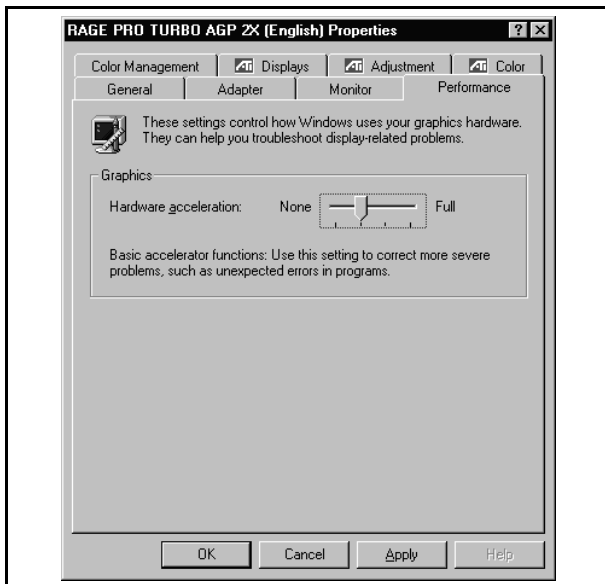 RAGE PRO TURBO AGP 2X (English) Properties
Color Management ATI Displays ATI Adjustment ATI Color
General Adapter Monitor Performance
These settings control how Windows uses your graphics hardware.
They can help you troubleshoot display-related problems.
Graphics
Hardware acceleration: None Full
Basic accelerator functions: Use this setting to correct more severe
problems, such as unexpected errors in programs.
OK Cancel Apply Help